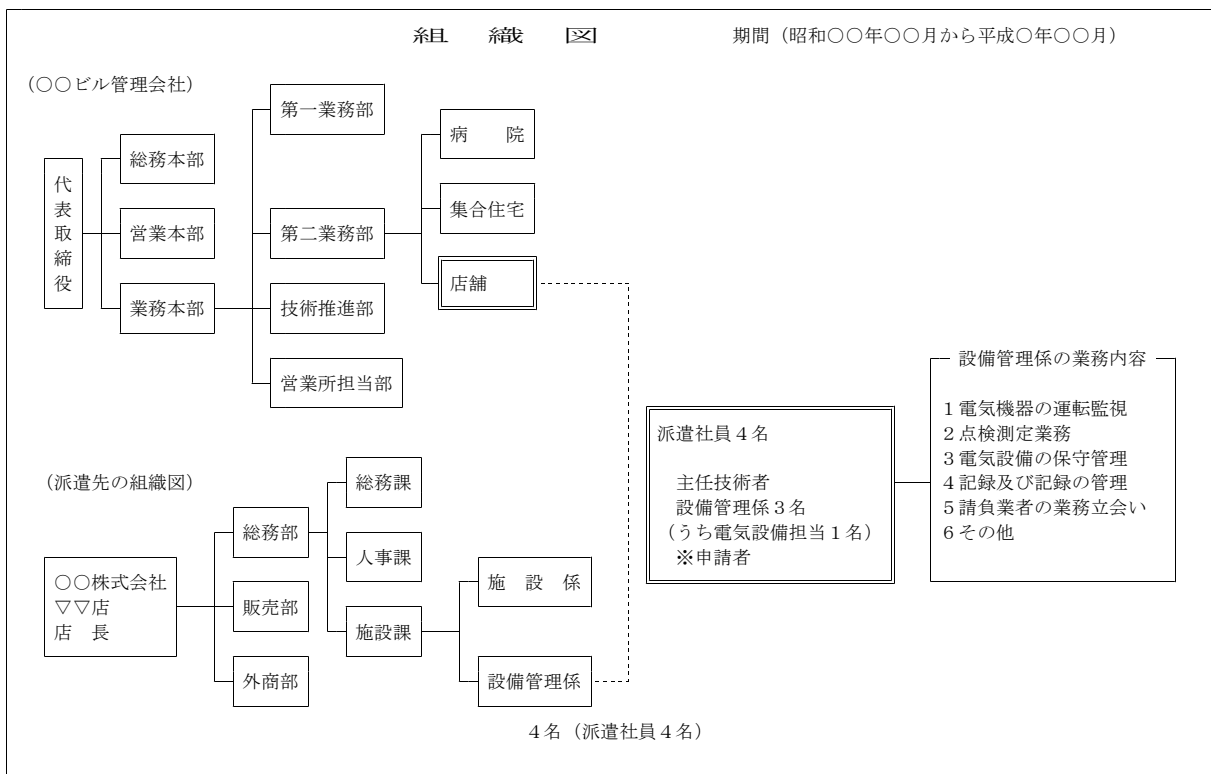 組　織　図
期間（昭和○○年○○月から平成○年○○月）
（○○ビル管理会社）
代表取締役
総務本部
営業本部
業務本部
第一業務部
第二業務部
技術推進部
営業所担当部
病　　院
集合住宅
店舗
（派遣先の組織図）
○○株式会社
▽▽店
店　長
総務部
販売部
外商部
総務課
人事課
施設課
施　設　係
設備管理係
４名（派遣社員４名）
派遣社員４名
主任技術者
設備管理係３名
（うち電気設備担当１名）
※申請者
設備管理係の業務内容
１電気機器の運転監視
２点検測定業務
３電気設備の保守管理
４記録及び記録の管理
５請負業者の業務立会い
６その他